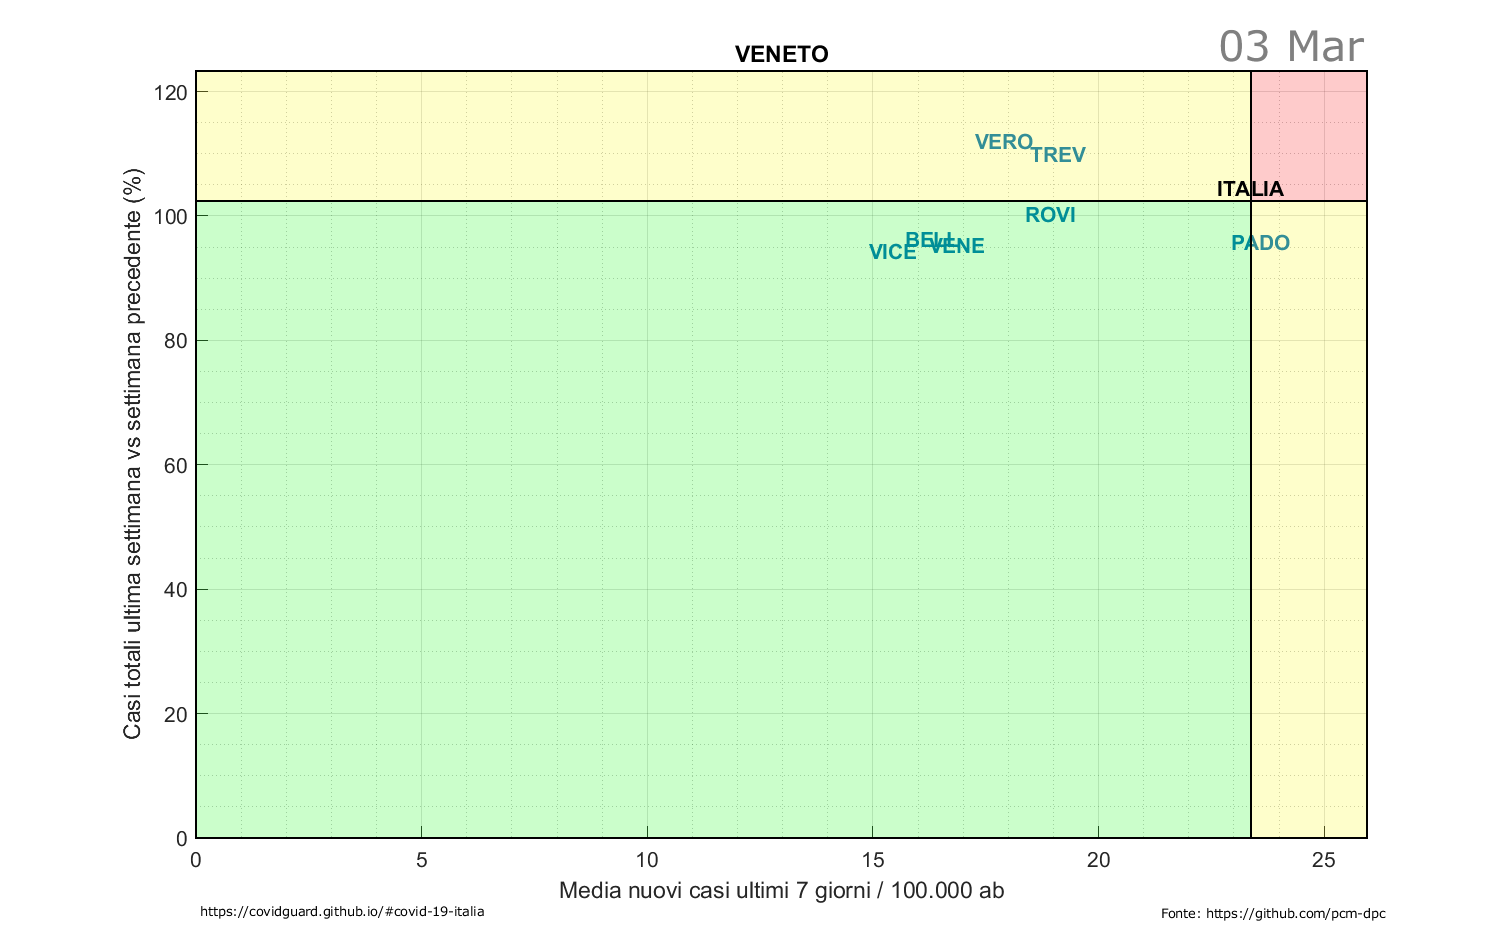 03 Mar
VENETO
Casi totali ultima settimana vs settimana precedente (%)
120
100
80
60
40
20
0
VERO
TREV
ITALIA
ROVI
BELL
VENE
VICE
PADO
0 5 10 15 20 25
Media nuovi casi ultimi 7 giorni / 100.000 ab
https://covidguard.github.io/#covid-19-italia
Fonte: https://github.com/pcm-dpc